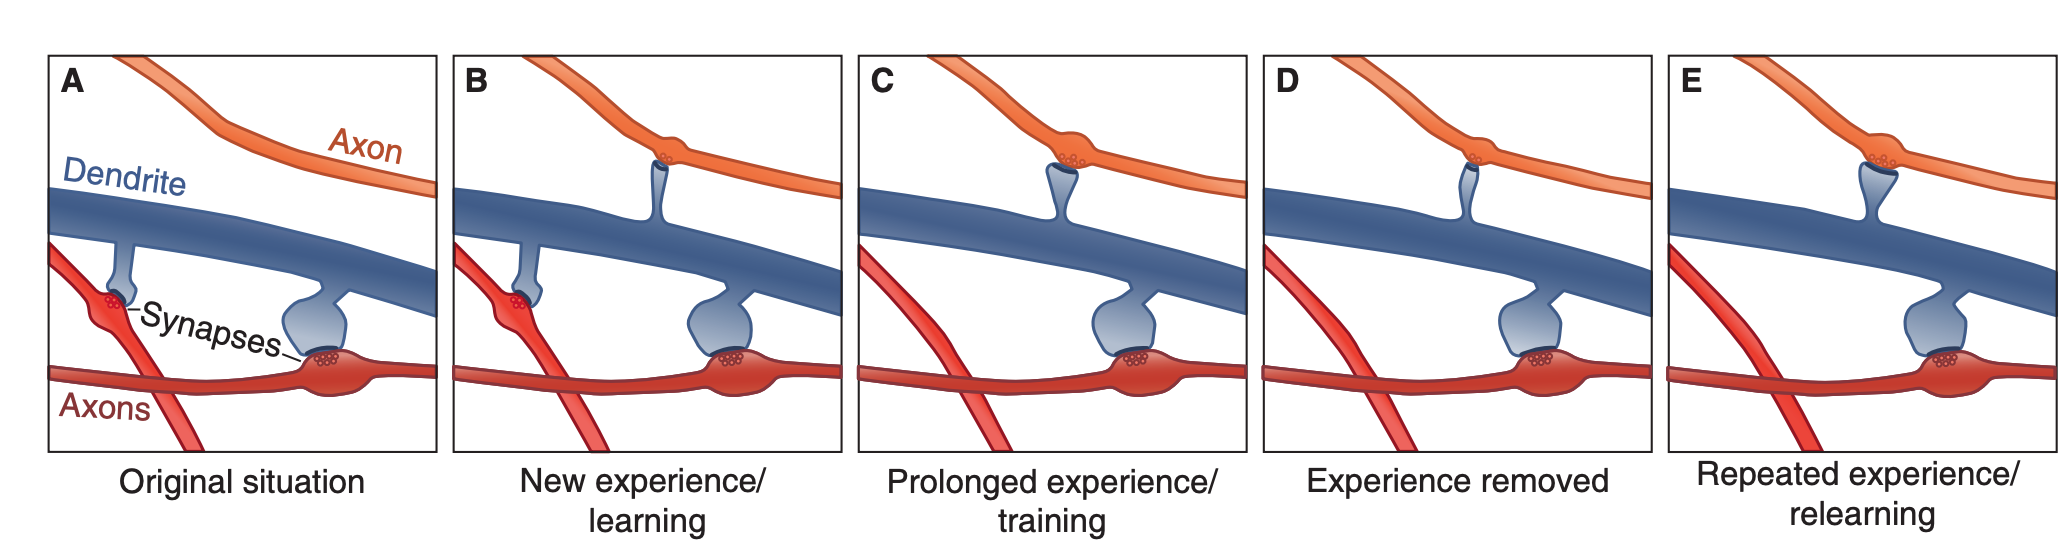 A
Axon
Dendrite
Synapses
Axons
Original situation
B
New experience/
learning
C
Prolonged experience/
training
D
Experience removed
E
Repeated experience/
relearning